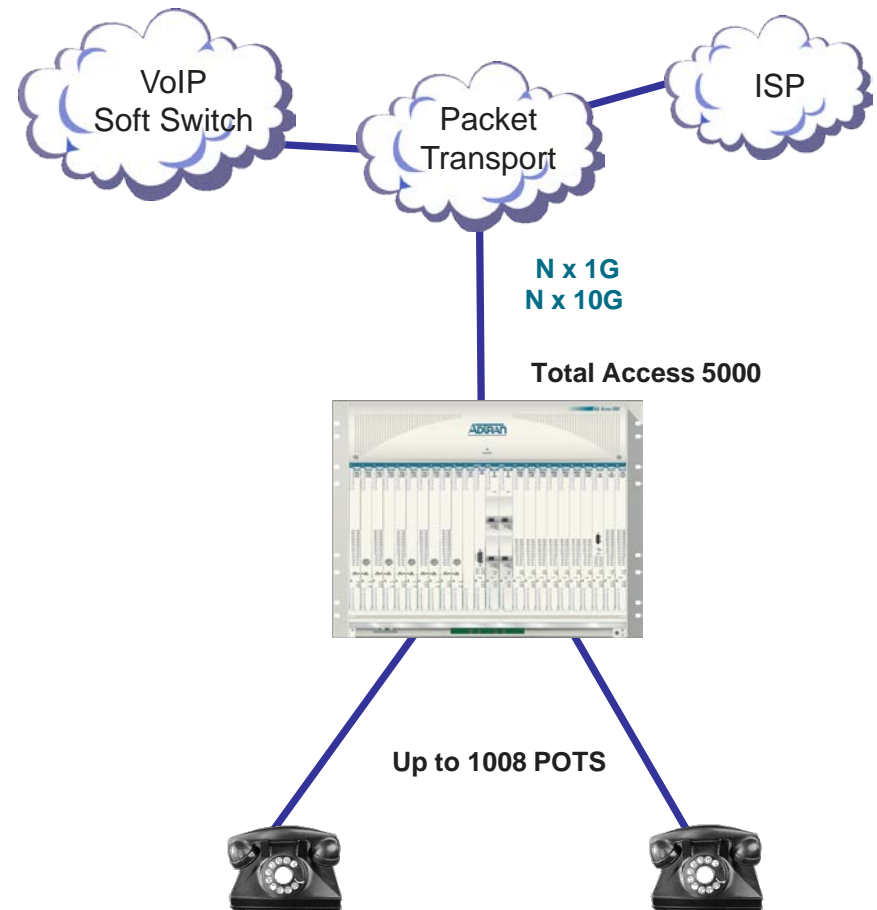 VoIP
Soft Switch
Packet
Transport
ISP
N x 1G
N x 10G
Total Access 5000
ADTRAN
Up to 1008 POTS